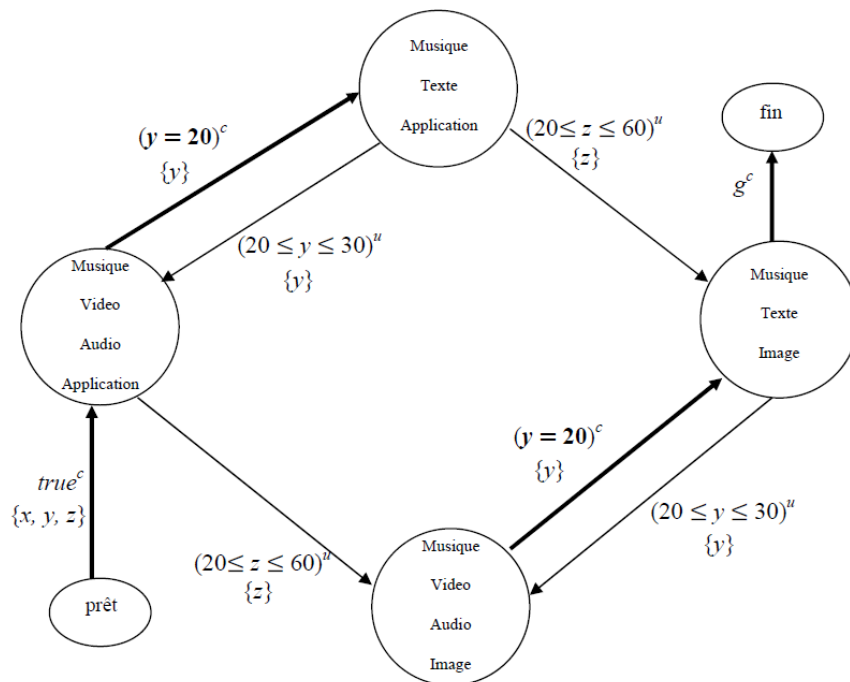 Musique
Texte
Application
fin
(y = 20)^c
{y}
(20≤ z ≤ 60)^u
{z}
g^c
(20 ≤ y ≤ 30)^u
{y}
Musique
Video
Audio
Application
Musique
Texte
Image
(y = 20)^c
{y}
true^c
{x, y, z}
(20 ≤ y ≤ 30)^u
{y}
(20≤ z ≤ 60)^u
{z}
Musique
Video
Audio
Image
prêt